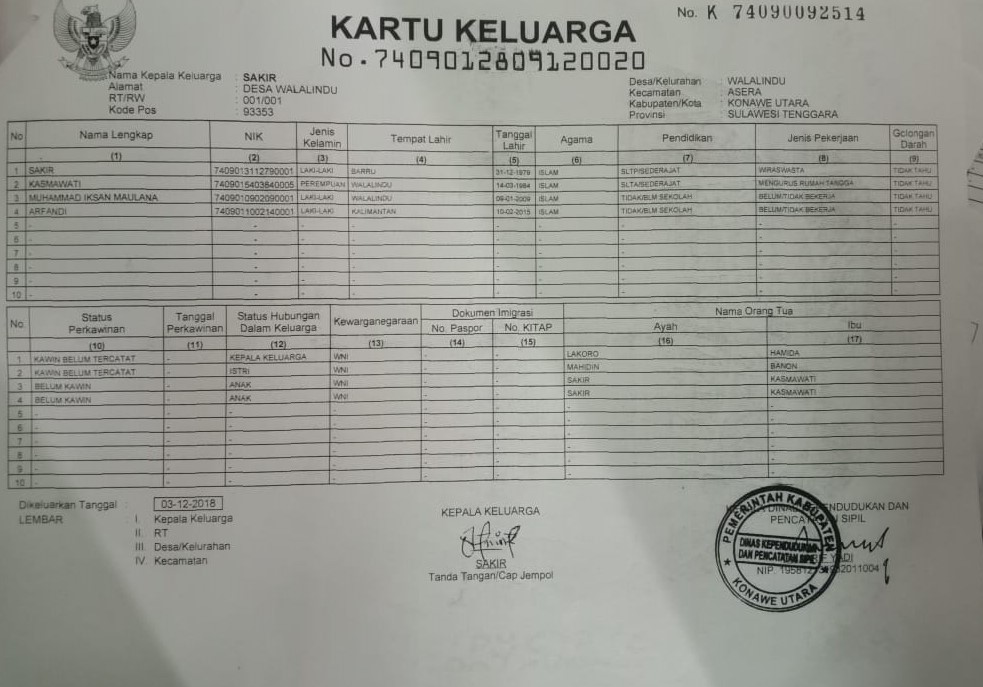 No. K 74090092514
KARTU KELUARGA
No. 7409012809120020
Nama Kepala Keluarga : SAKIR
Alamat : DESA WALALINDU
RT/RW : 001/001
Kode Pos : 93353
Desa/Kelurahan : WALALINDU
Kecamatan : ASERA
Kabupaten/Kota : KONAWE UTARA
Provinsi : SULAWESI TENGGARA
No Nama Lengkap NIK Jenis Kelamin Tempat Lahir Tanggal Lahir Agama Pendidikan Jenis Pekerjaan Golongan Darah
(1) (2) (3) (4) (5) (6) (7) (8) (9)
1 SAKIR 7409013112790001 LAKI-LAKI BARRU 31-12-1979 ISLAM SLTP/SEDERAJAT WIRASWASTA TIDAK TAHU
2 KASMAWATI 7409015403840005 PEREMPUAN WALALINDU 14-03-1984 ISLAM SLTA/SEDERAJAT MENGURUS RUMAH TANGGA TIDAK TAHU
3 MUHAMMAD IKSAN MAULANA 7409010902090001 LAKI-LAKI WALALINDU 09-01-2009 ISLAM TIDAK/BLM SEKOLAH BELUM/TIDAK BEKERJA TIDAK TAHU
4 ARFANDI 7409011002140001 LAKI-LAKI KALIMANTAN 10-02-2015 ISLAM TIDAK/BLM SEKOLAH BELUM/TIDAK BEKERJA TIDAK TAHU
5 - - - - - - - - -
6 - - - - - - - - -
7 - - - - - - - - -
8 - - - - - - - - -
9 - - - - - - - - -
10 - - - - - - - - -
No. Status Perkawinan Tanggal Perkawinan Status Hubungan Dalam Keluarga Kewarganegaraan Dokumen Imigrasi Nama Orang Tua
No. Paspor No. KITAP Ayah Ibu
(10) (11) (12) (13) (14) (15) (16) (17)
1 KAWIN BELUM TERCATAT - KEPALA KELUARGA WNI - - LAKORO HAMIDA
2 KAWIN BELUM TERCATAT - ISTRI WNI - - MAHIDIN BANON
3 BELUM KAWIN - ANAK WNI - - SAKIR KASMAWATI
4 BELUM KAWIN - ANAK WNI - - SAKIR KASMAWATI
5 - - - - - - - -
6 - - - - - - - -
7 - - - - - - - -
8 - - - - - - - -
9 - - - - - - - -
10 - - - - - - - -
Dikeluarkan Tanggal : 03-12-2018
LEMBAR : I. Kepala Keluarga
II. RT
III. Desa/Kelurahan
IV. Kecamatan
KEPALA KELUARGA
SAKIR
Tanda Tangan/Cap Jempol
DINAS KEPENDUDUKAN DAN
PENCATATAN SIPIL
PEMERINTAH KABUPATEN
DINAS KEPENDUDUKAN
DAN PENCATATAN SIPIL
KONAWE UTARA
YADI
NIP.